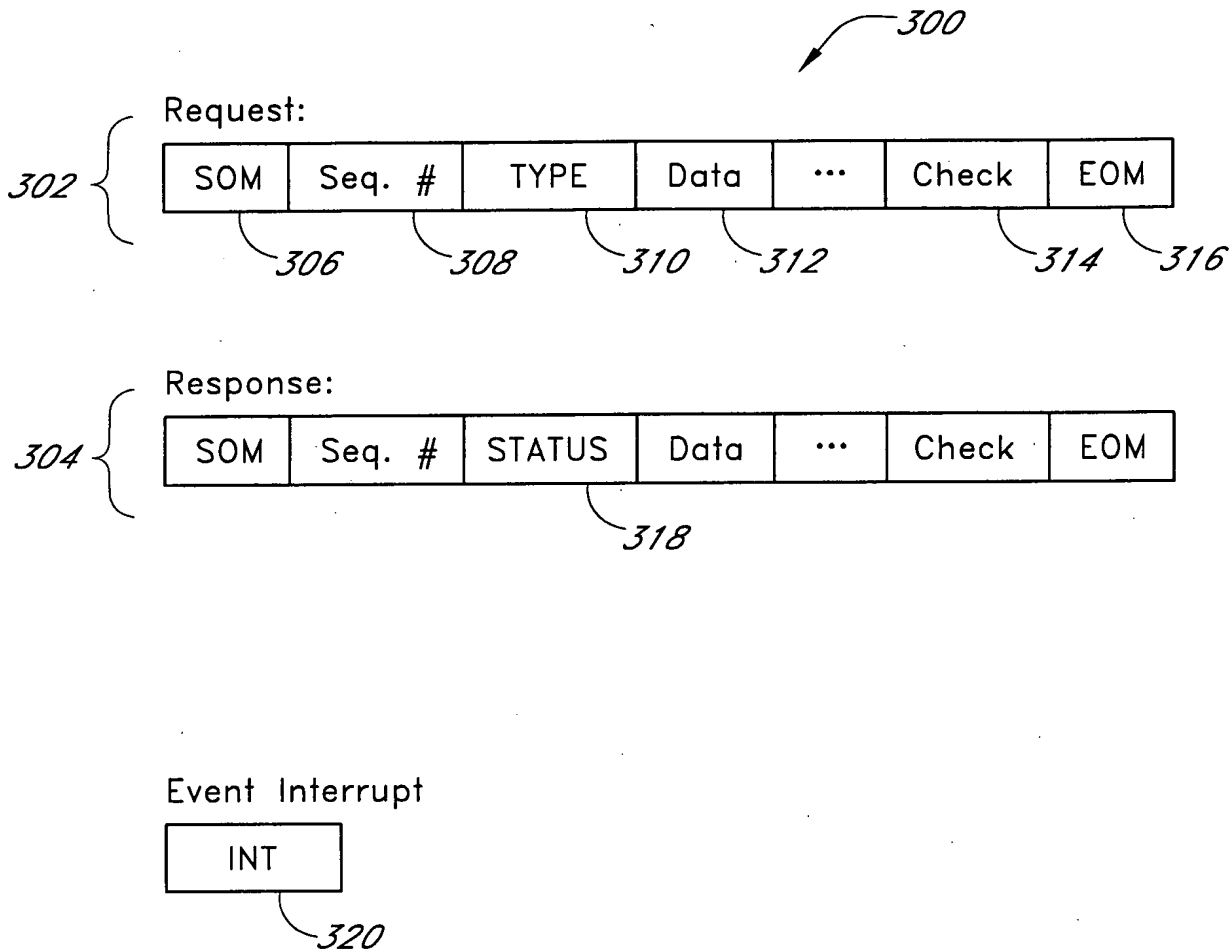 300
Request:
302
SOM Seq. # TYPE Data ... Check EOM
306 308 310 312 314 316
Response:
304
SOM Seq. # STATUS Data ... Check EOM
318
Event Interrupt
INT
320